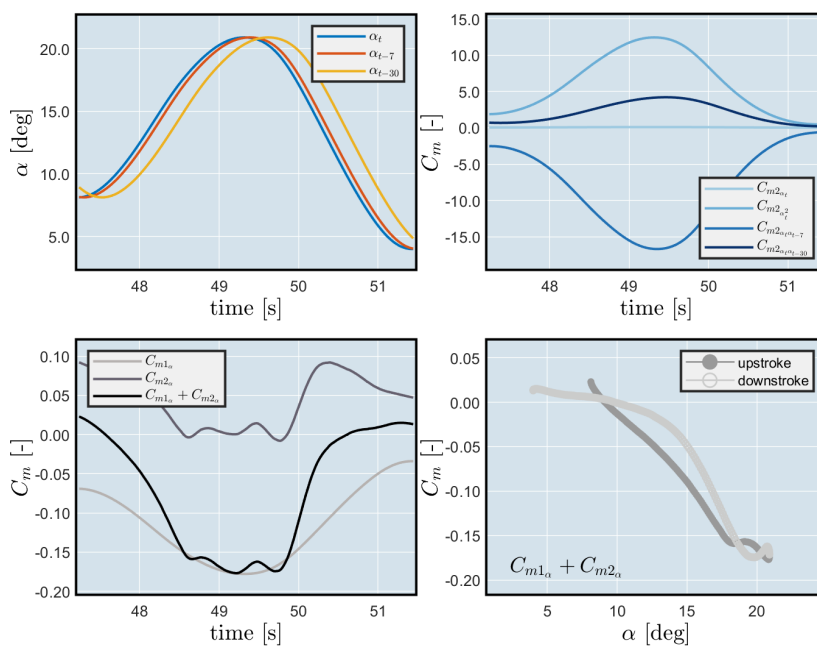 20.0
15.0
10.0
5.0
α [deg]
α_t
α_{t−7}
α_{t−30}
48 49 50 51
time [s]
15.0
10.0
5.0
0.0
-5.0
-10.0
-15.0
C_m [-]
C_{m2_{α_t}}
C_{m2_{α_t^2}}
C_{m2_{α_tα_{t−7}}}
C_{m2_{α_tα_{t−30}}}
48 49 50 51
time [s]
0.10
0.05
0.00
-0.05
-0.10
-0.15
-0.20
C_m [-]
C_{m1_α}
C_{m2_α}
C_{m1_α} + C_{m2_α}
48 49 50 51
time [s]
0.05
0.00
-0.05
-0.10
-0.15
-0.20
C_m [-]
upstroke
downstroke
C_{m1_α} + C_{m2_α}
5 10 15 20
α [deg]